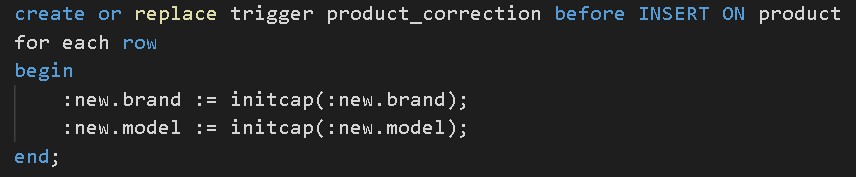 create or replace trigger product_correction before INSERT ON product
for each row
begin
    :new.brand := initcap(:new.brand);
    :new.model := initcap(:new.model);
end;